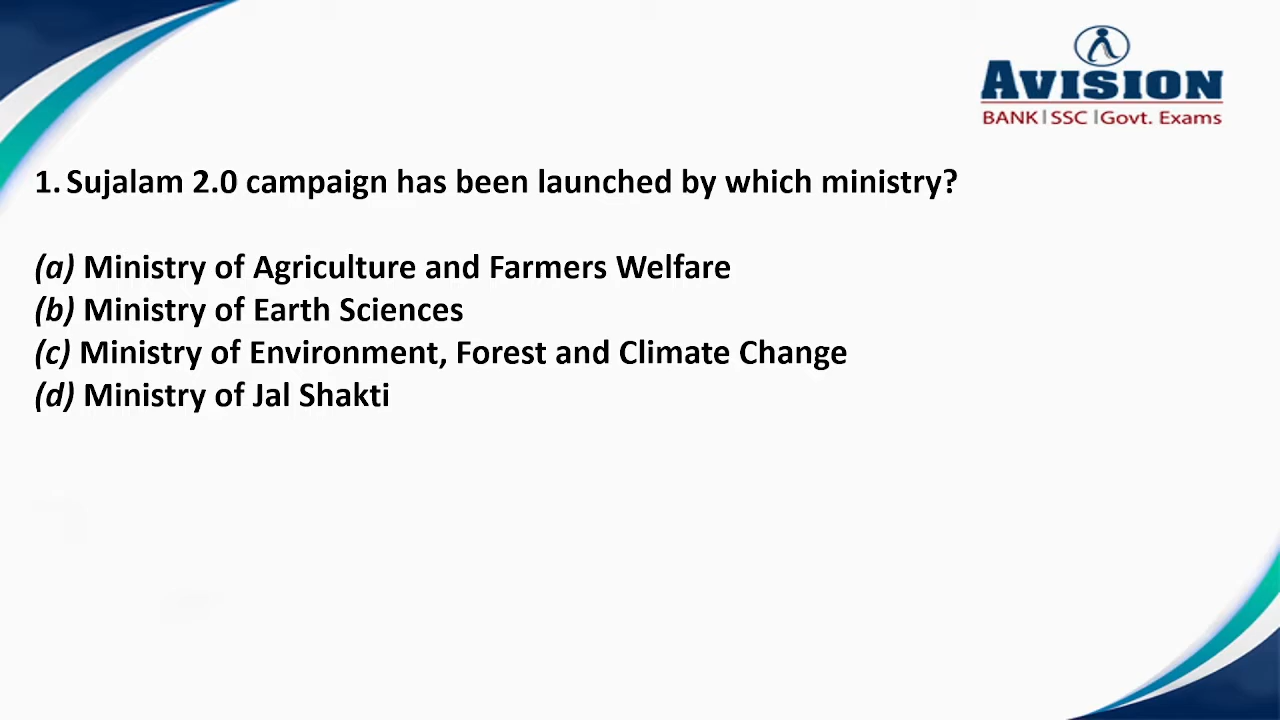 AVISION
BANK | SSC | Govt. Exams
1. Sujalam 2.0 campaign has been launched by which ministry?
(a) Ministry of Agriculture and Farmers Welfare
(b) Ministry of Earth Sciences
(c) Ministry of Environment, Forest and Climate Change
(d) Ministry of Jal Shakti